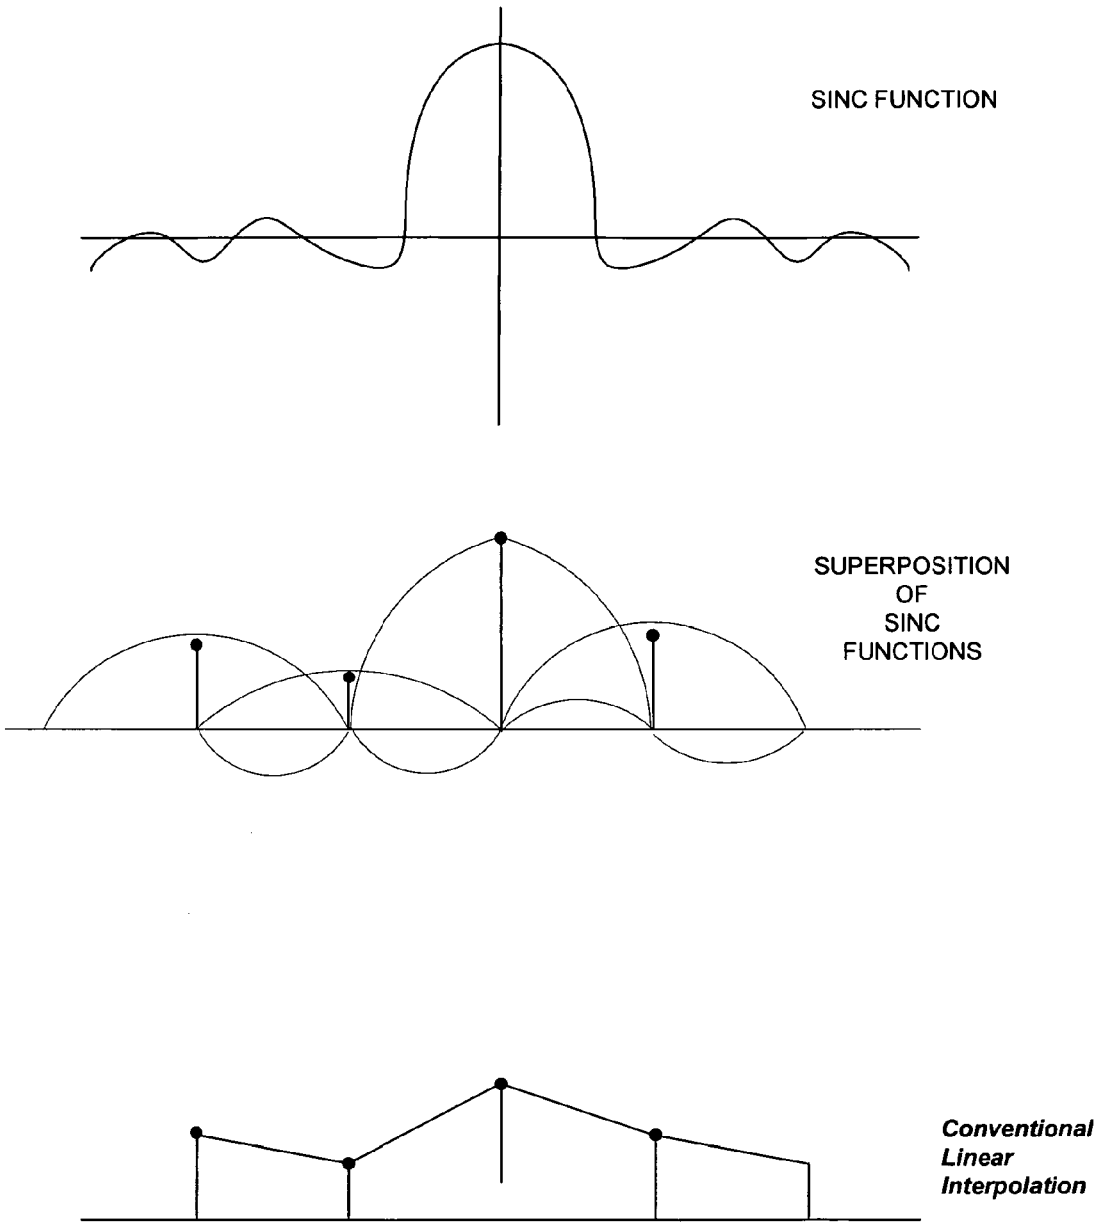 SINC FUNCTION
SUPERPOSITION
OF
SINC
FUNCTIONS
Conventional
Linear
Interpolation